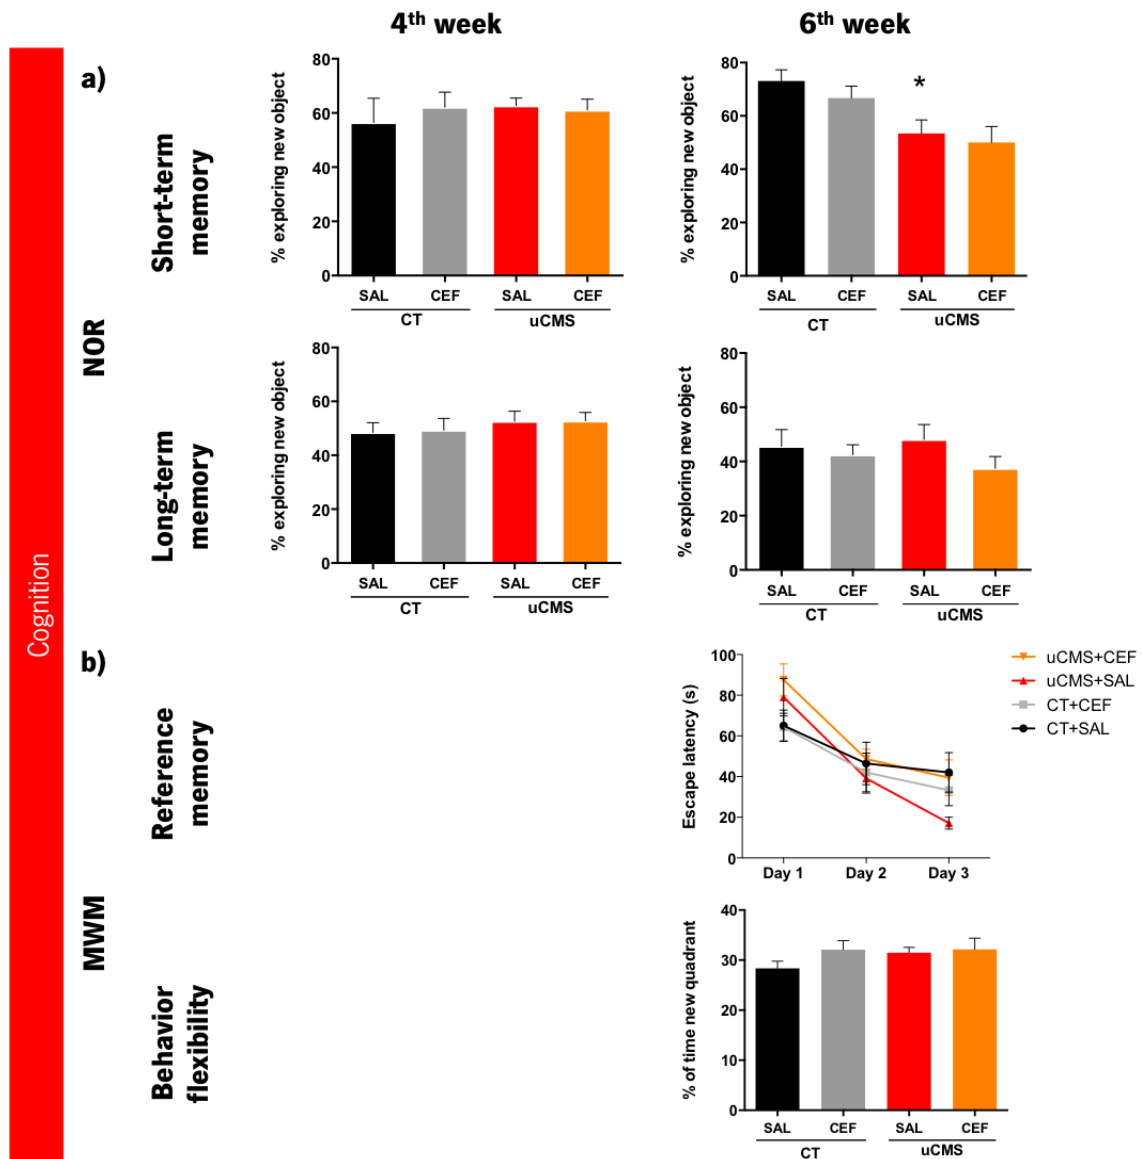 4th week
6th week
Cognition
a)
NOR
Short-term
memory
% exploring new object
80
60
40
20
0
SAL
CEF
SAL
CEF
CT
uCMS
% exploring new object
80
60
40
20
0
*
SAL
CEF
SAL
CEF
CT
uCMS
Long-term
memory
% exploring new object
80
60
40
20
0
SAL
CEF
SAL
CEF
CT
uCMS
% exploring new object
80
60
40
20
0
SAL
CEF
SAL
CEF
CT
uCMS
b)
MWM
Reference
memory
Escape latency (s)
100
80
60
40
20
0
Day 1
Day 2
Day 3
uCMS+CEF
uCMS+SAL
CT+CEF
CT+SAL
Behavior
flexibility
% of time new quadrant
40
30
20
10
0
SAL
CEF
SAL
CEF
CT
uCMS